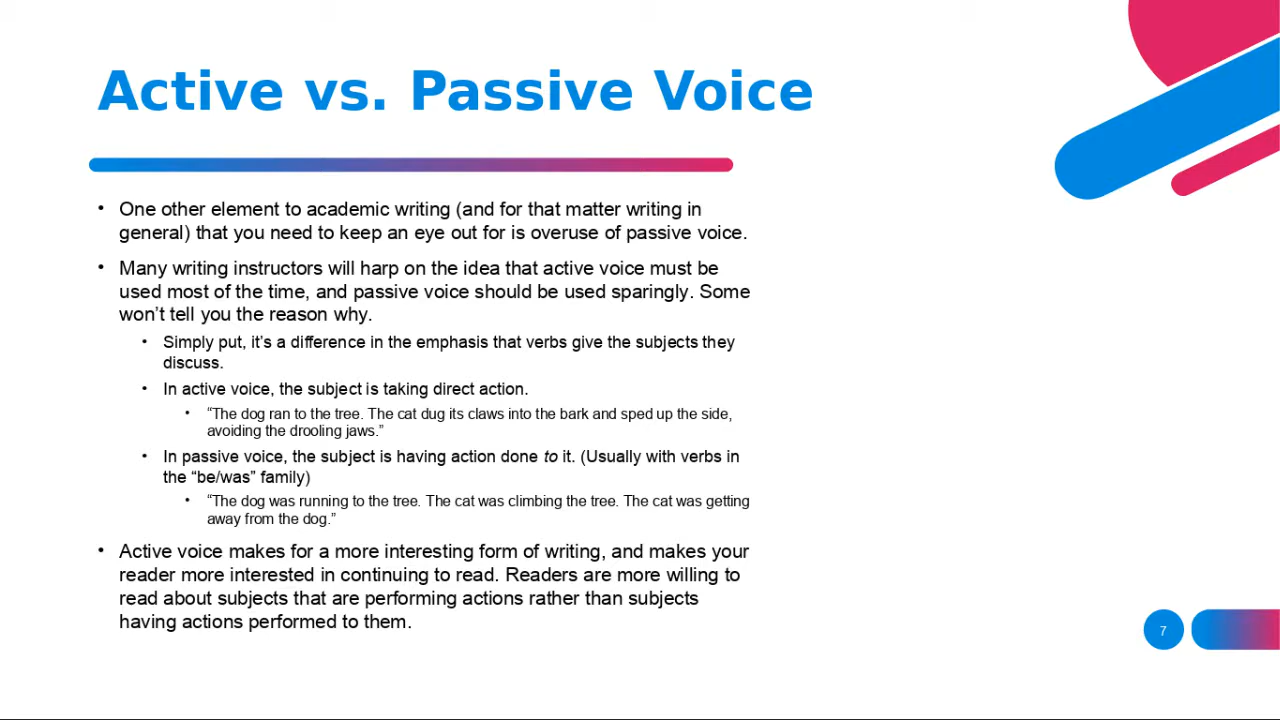 Active vs. Passive Voice
• One other element to academic writing (and for that matter writing in
general) that you need to keep an eye out for is overuse of passive voice.
• Many writing instructors will harp on the idea that active voice must be
used most of the time, and passive voice should be used sparingly. Some
won’t tell you the reason why.
• Simply put, it’s a difference in the emphasis that verbs give the subjects they
discuss.
• In active voice, the subject is taking direct action.
• “The dog ran to the tree. The cat dug its claws into the bark and sped up the side,
avoiding the drooling jaws.”
• In passive voice, the subject is having action done to it. (Usually with verbs in
the “be/was” family)
• “The dog was running to the tree. The cat was climbing the tree. The cat was getting
away from the dog.”
• Active voice makes for a more interesting form of writing, and makes your
reader more interested in continuing to read. Readers are more willing to
read about subjects that are performing actions rather than subjects
having actions performed to them.
7